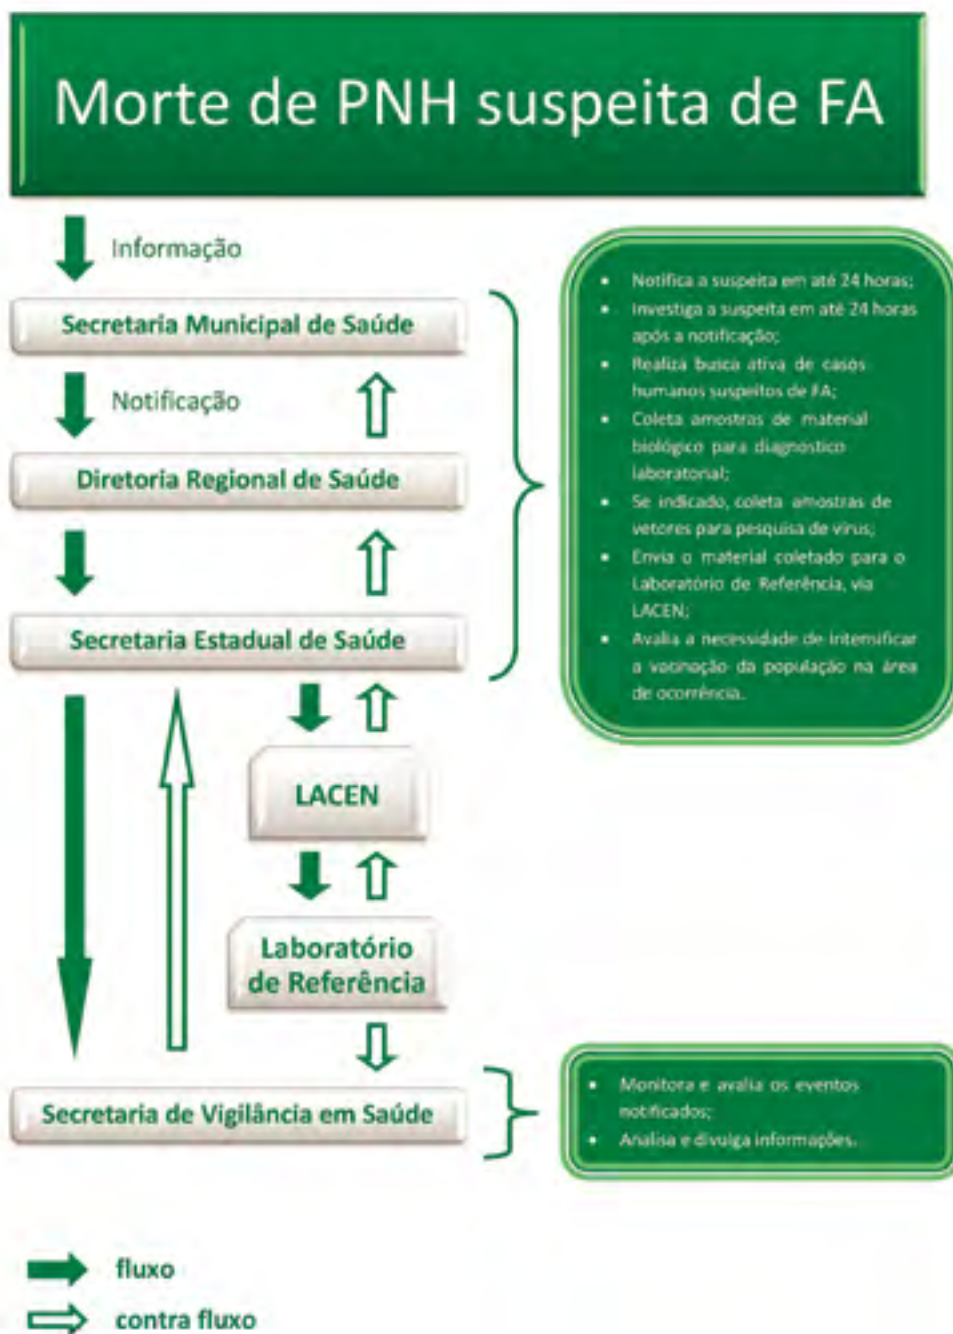 Morte de PNH suspeita de FA
Informação
Secretaria Municipal de Saúde
Notificação
Diretoria Regional de Saúde
Secretaria Estadual de Saúde
• Notifica a suspeita em até 24 horas;
• Investiga a suspeita em até 24 horas
após a notificação;
• Realiza busca ativa de casos
humanos suspeitos de FA;
• Coleta amostras de material
biológico para diagnostico
laboratorial;
• Se indicado, coleta amostras de
vetores para pesquisa de vírus;
• Envia o material coletado para o
Laboratório de Referência, via
LACEN;
• Avalia a necessidade de intensificar
a vacinação da população na área
de ocorrência.
LACEN
Laboratório
de Referência
Secretaria de Vigilância em Saúde
• Monitora e avalia os eventos
notificados;
• Analisa e divulga informações.
fluxo
contra fluxo